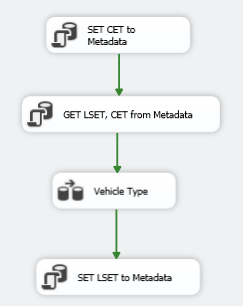 SET CET to
Metadata
GET LSET, CET from Metadata
Vehicle Type
SET LSET to Metadata